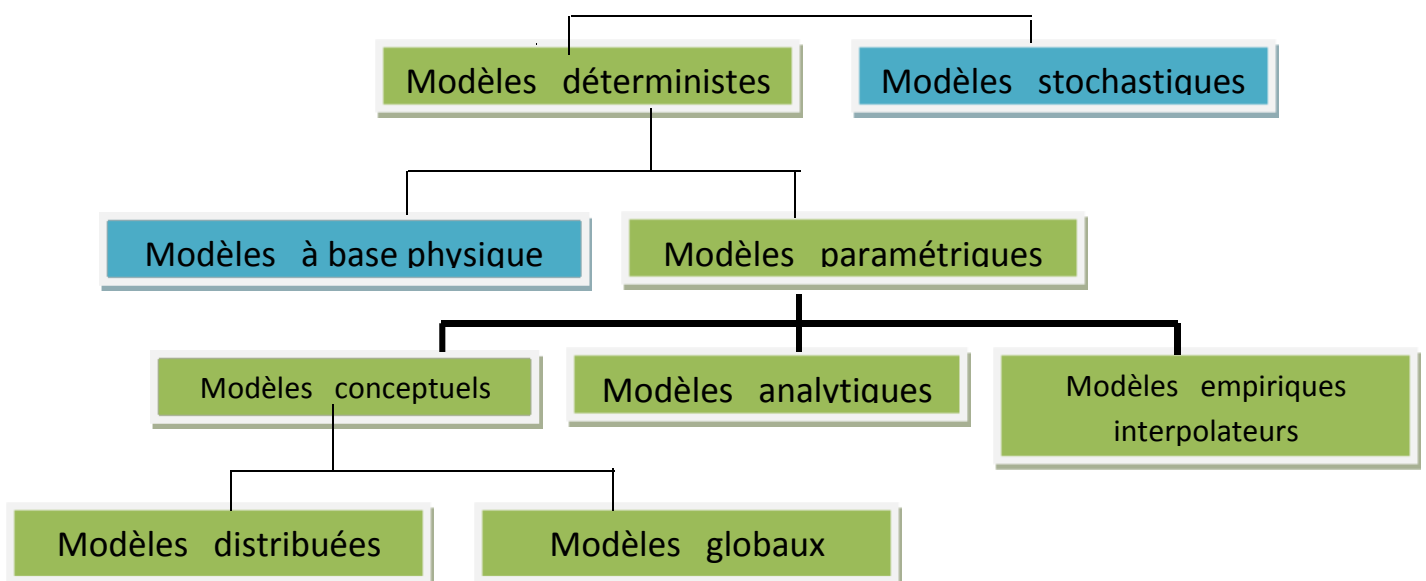 Modèles déterministes
Modèles stochastiques
Modèles à base physique
Modèles paramétriques
Modèles conceptuels
Modèles analytiques
Modèles empiriques
interpolateurs
Modèles distribuées
Modèles globaux